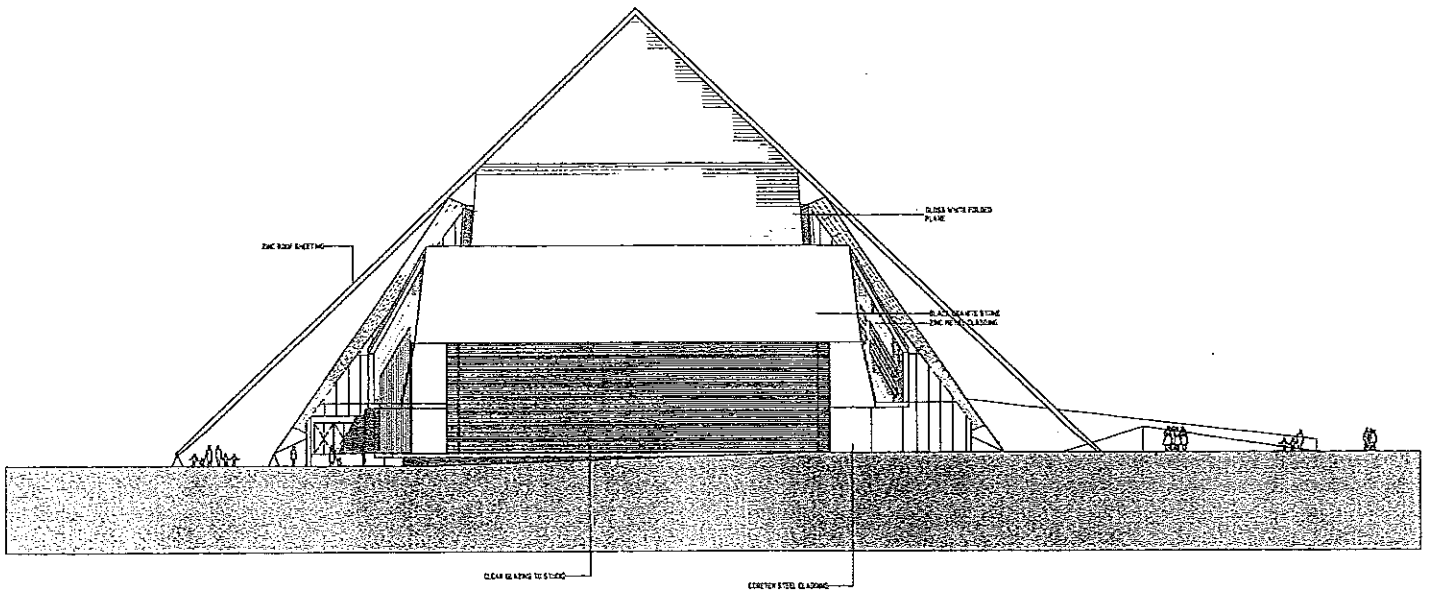 GLOSS WHITE FOLDED
PLANE
ZINC ROOF SHEETING
BLACK GRANITE STONE
ZINC METAL CLADDING
CLEAR GLAZING TO STUDIO
CORETEN STEEL CLADDING